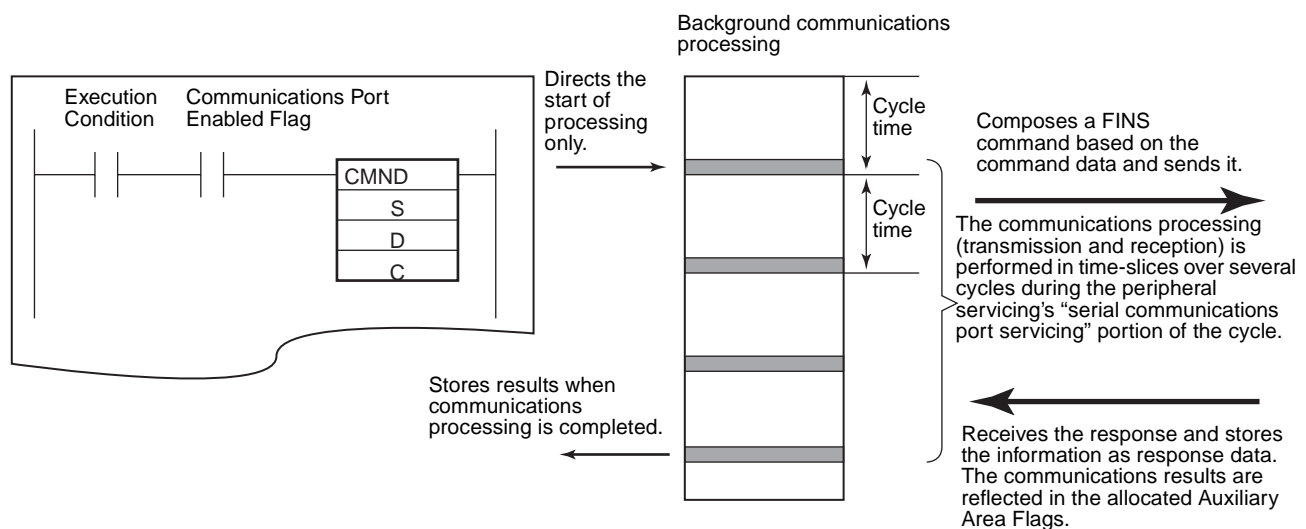 Background communications
processing
Execution
Condition
Communications Port
Enabled Flag
CMND
S
D
C
Directs the
start of
processing
only.
Cycle
time
Cycle
time
Composes a FINS
command based on the
command data and sends it.
The communications processing
(transmission and reception) is
performed in time-slices over several
cycles during the peripheral
servicing’s “serial communications
port servicing” portion of the cycle.
Stores results when
communications
processing is completed.
Receives the response and stores
the information as response data.
The communications results are
reflected in the allocated Auxiliary
Area Flags.